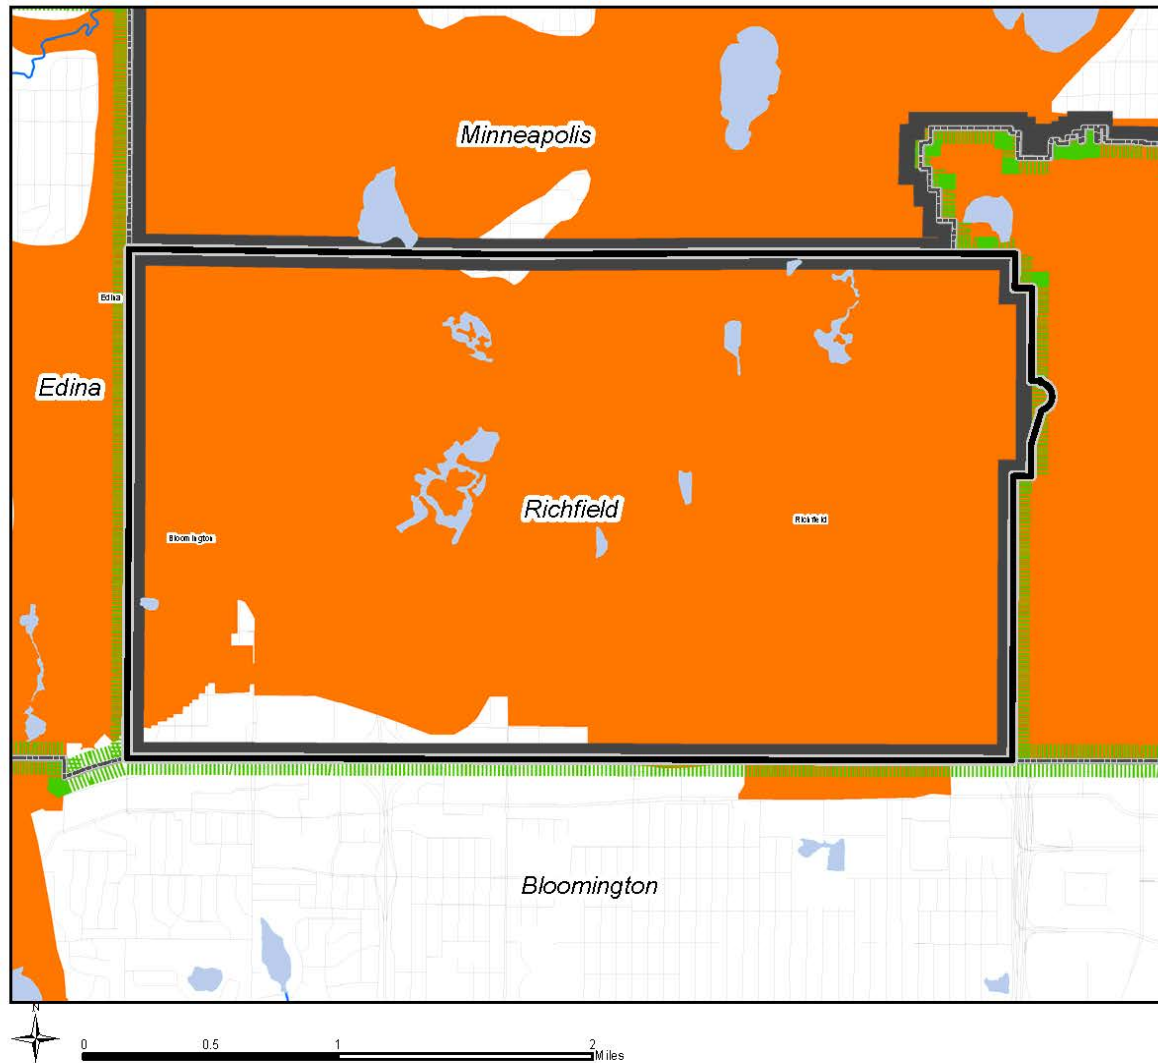 Minneapolis
Edina
Edina
Richfield
Richfield
Bloomington
Bloomington
N
0 0.5 1 2
Miles